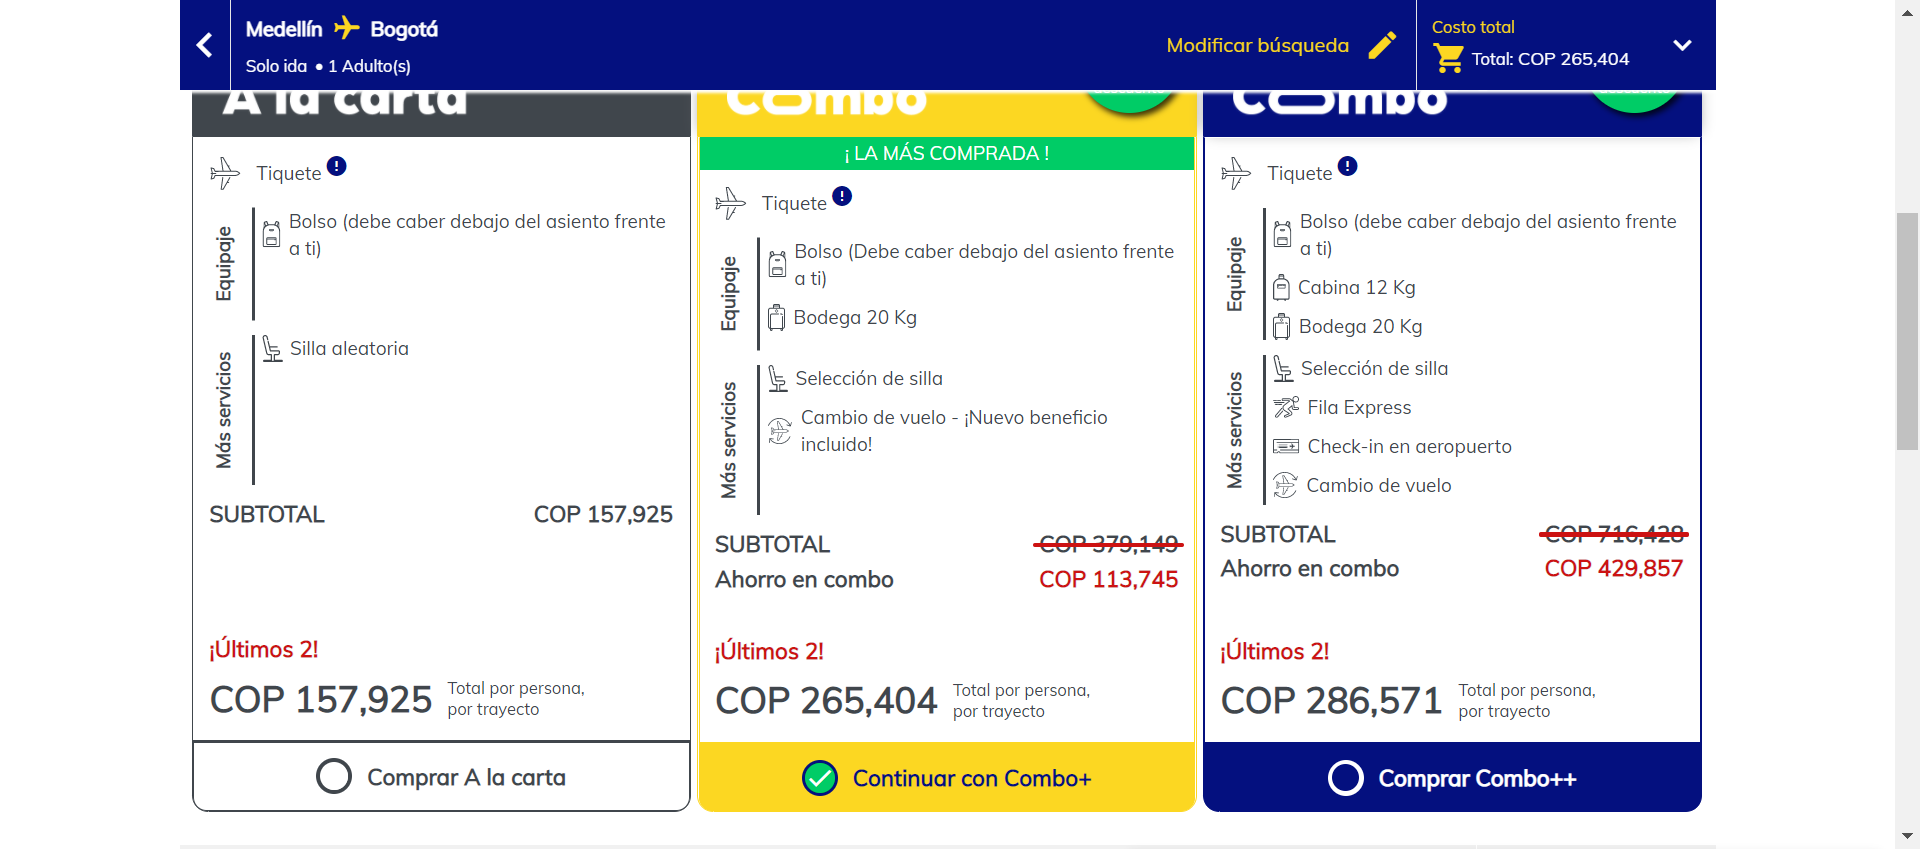 Medellín Bogotá
Solo ida • 1 Adulto(s)
Modificar búsqueda
Costo total
Total: COP 265,404
A la carta
Tiquete
Equipaje
Bolso (debe caber debajo del asiento frente
a ti)
Más servicios
Silla aleatoria
SUBTOTAL COP 157,925
¡Últimos 2!
COP 157,925 Total por persona,
por trayecto
Comprar A la carta
Combo
¡ LA MÁS COMPRADA !
Tiquete
Equipaje
Bolso (Debe caber debajo del asiento frente
a ti)
Bodega 20 Kg
Más servicios
Selección de silla
Cambio de vuelo - ¡Nuevo beneficio
incluido!
SUBTOTAL COP 379,149
Ahorro en combo COP 113,745
¡Últimos 2!
COP 265,404 Total por persona,
por trayecto
Continuar con Combo+
Combo
Tiquete
Equipaje
Bolso (debe caber debajo del asiento frente
a ti)
Cabina 12 Kg
Bodega 20 Kg
Más servicios
Selección de silla
Fila Express
Check-in en aeropuerto
Cambio de vuelo
SUBTOTAL COP 716,428
Ahorro en combo COP 429,857
¡Últimos 2!
COP 286,571 Total por persona,
por trayecto
Comprar Combo++